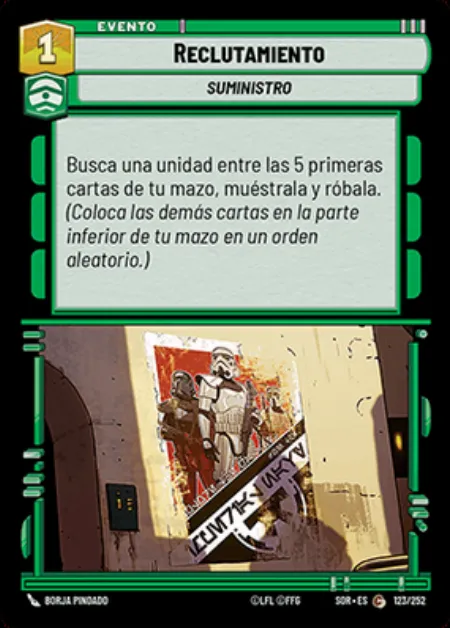 EVENTO
1
RECLUTAMIENTO
SUMINISTRO
Busca una unidad entre las 5 primeras
cartas de tu mazo, muéstrala y róbala.
(Coloca las demás cartas en la parte
inferior de tu mazo en un orden
aleatorio.)
BORJA PINDADO
©LFL ©FFG
SOR • ES C 123/252